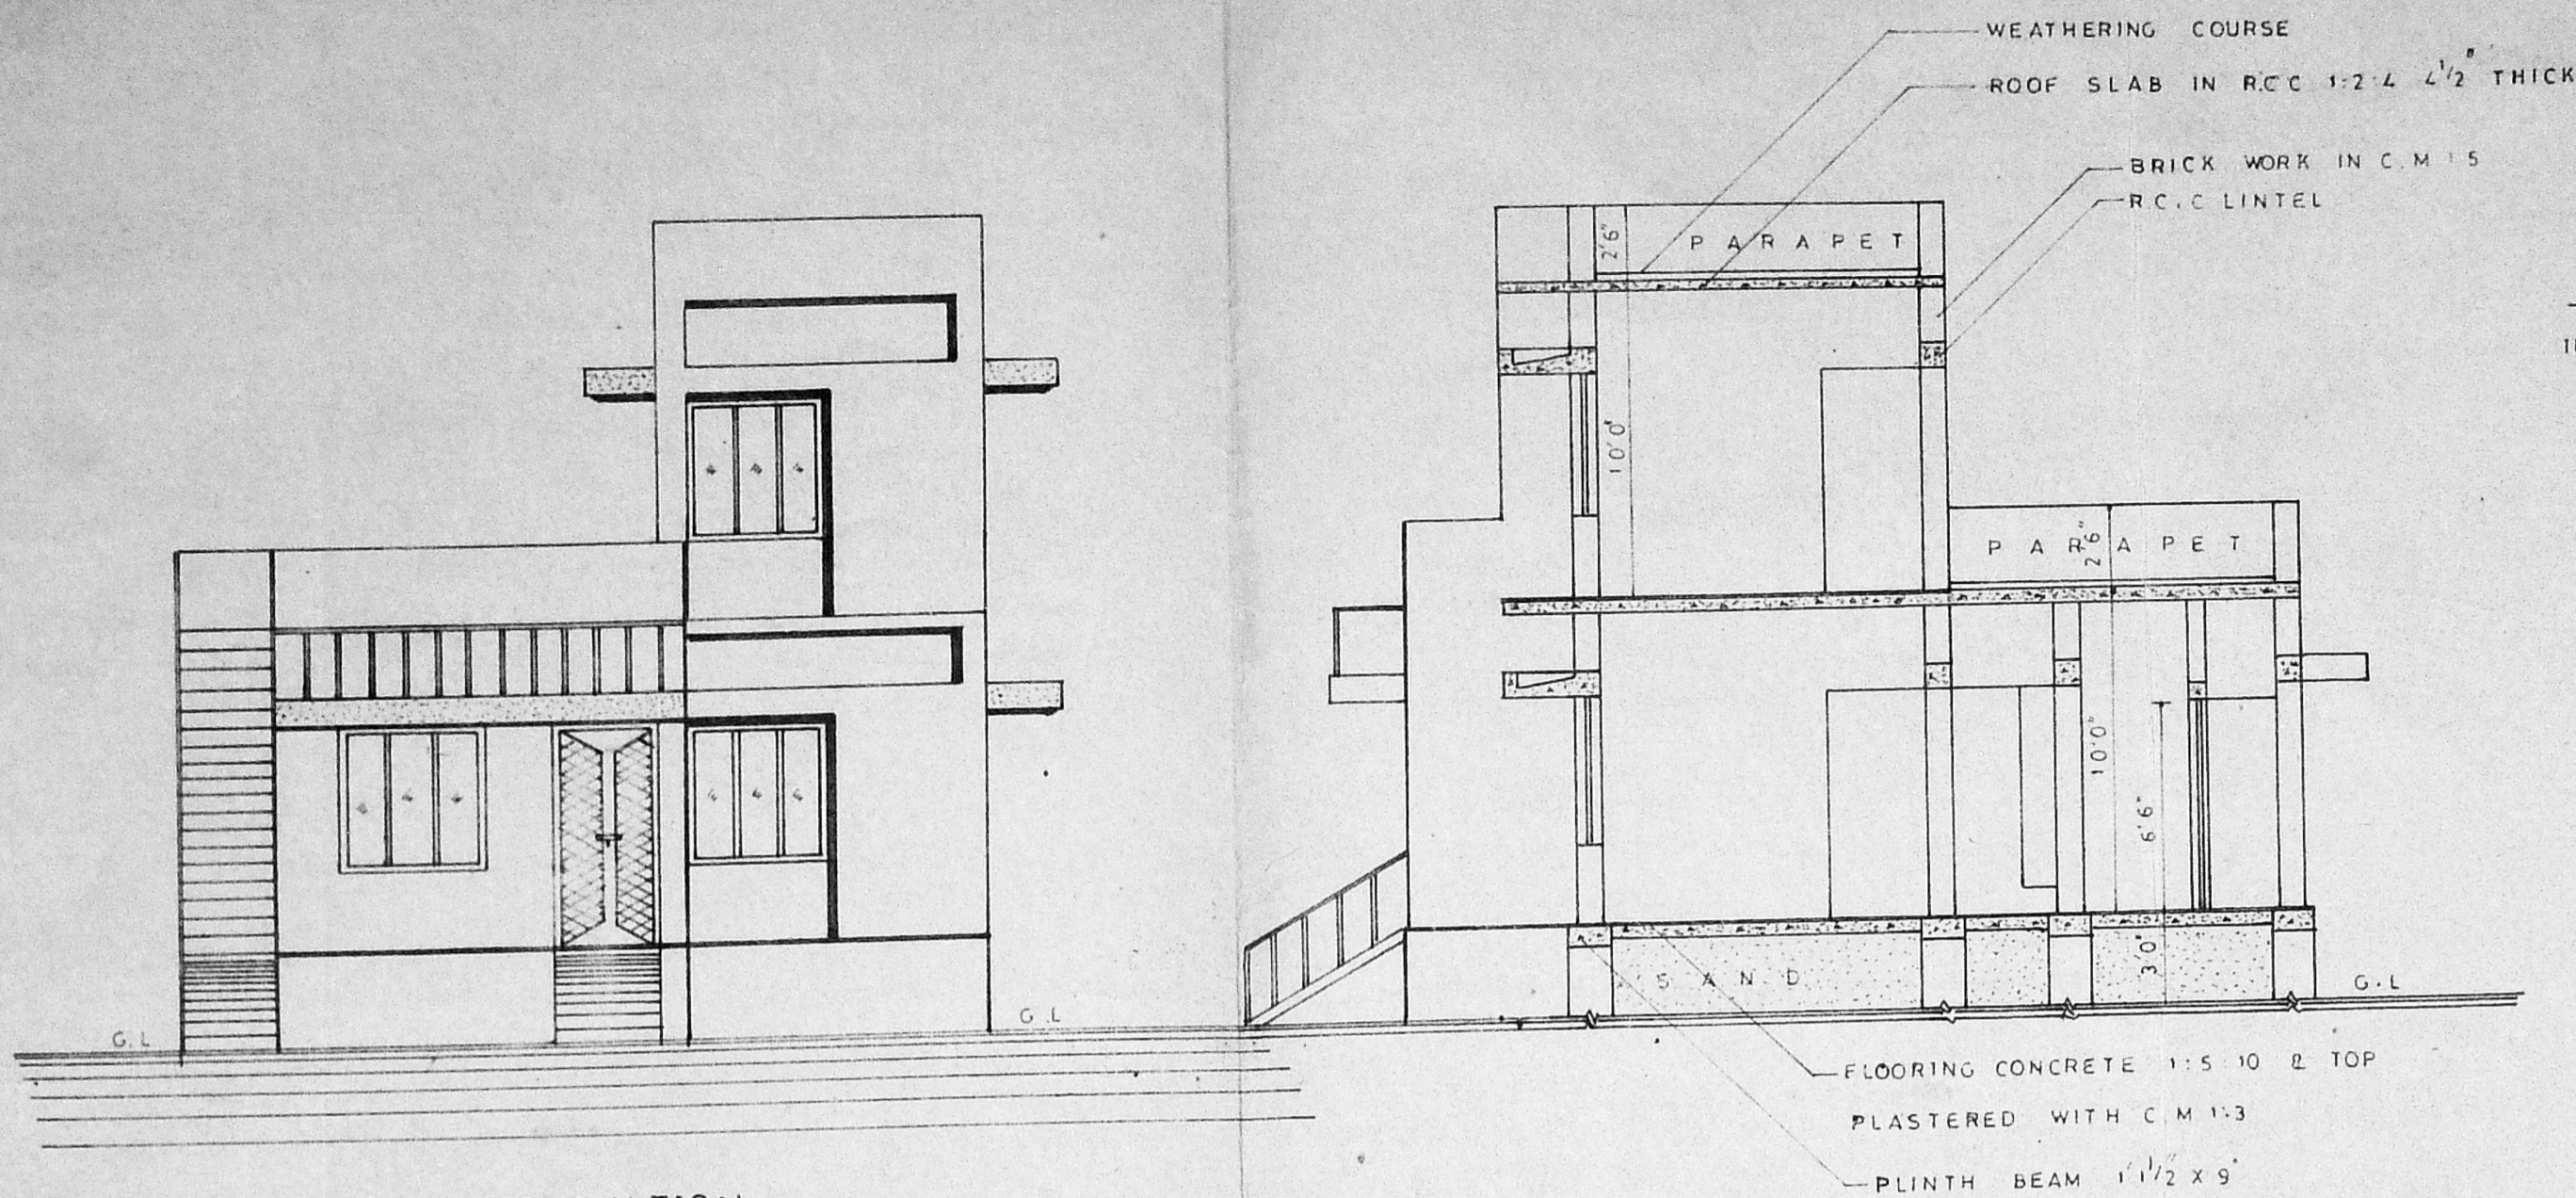 WEATHERING COURSE
ROOF SLAB IN R.C.C 1:2:4 4½" THICK
BRICK WORK IN C.M 1:5
R.C.C LINTEL
2'6"
PARAPET
10'0"
PARAPET
2'6"
10'0"
6'6"
3'0"
SAND
G.L
G.L
G.L
FLOORING CONCRETE 1:5:10 & TOP
PLASTERED WITH C.M 1:3
PLINTH BEAM 1'1½" X 9"